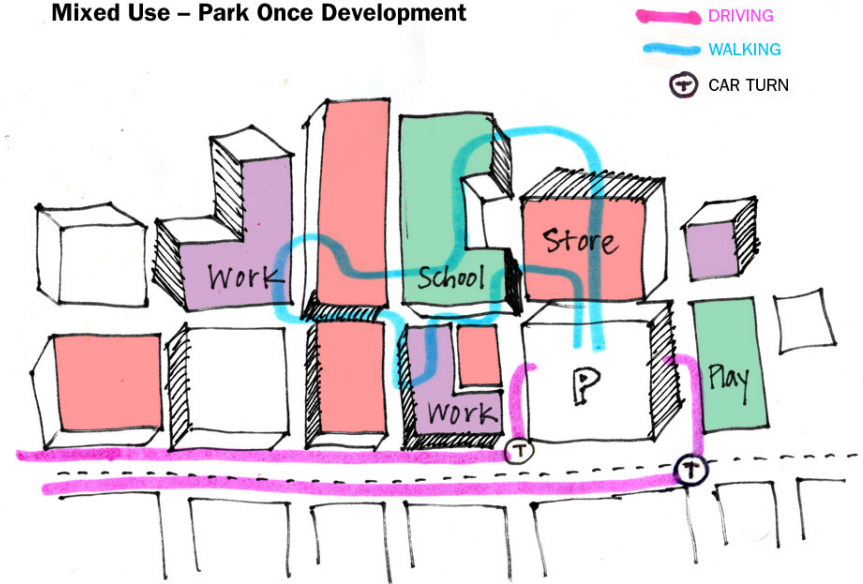 Mixed Use – Park Once Development
DRIVING
WALKING
T CAR TURN
Store
Work
School
P
Play
Work
T
T